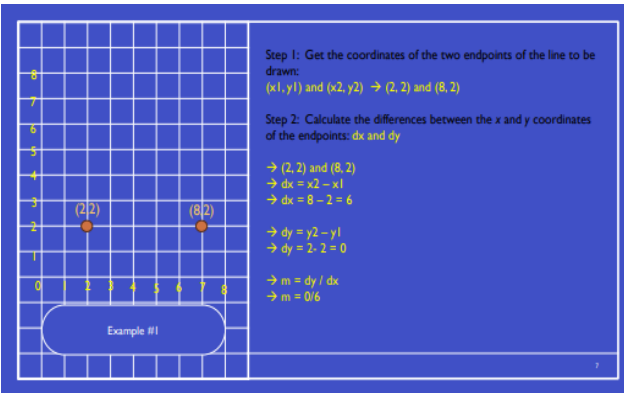 Step 1: Get the coordinates of the two endpoints of the line to be
drawn:
(x1, y1) and (x2, y2) → (2, 2) and (8, 2)
Step 2: Calculate the differences between the x and y coordinates
of the endpoints: dx and dy
→ (2, 2) and (8, 2)
→ dx = x2 – x1
→ dx = 8 – 2 = 6
→ dy = y2 – y1
→ dy = 2- 2 = 0
→ m = dy / dx
→ m = 0/6
8
7
6
5
4
3
(2,2) (8,2)
2
1
0 1 2 3 4 5 6 7 8
Example #1
7